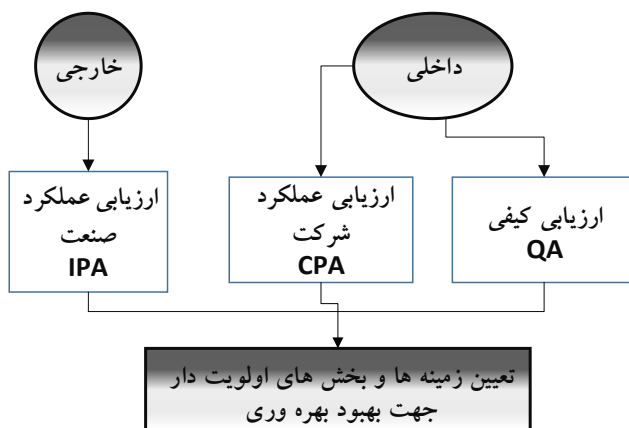 داخلی
خارجی
ارزیابی کیفی
QA
ارزیابی عملکرد
شرکت
CPA
ارزیابی عملکرد
صنعت
IPA
تعیین زمینه ها و بخش های اولویت دار
جهت بهبود بهره وری